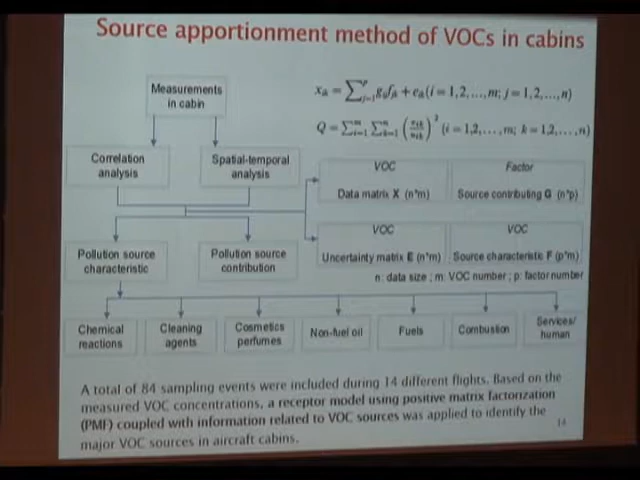 Source apportionment method of VOCs in cabins
Measurements
in cabin
Correlation
analysis
Spatial-temporal
analysis
Pollution source
characteristic
Pollution source
contribution
VOC
Data matrix X (n*m)
Factor
Source contributing G (n*p)
VOC
Uncertainty matrix E (n*m)
VOC
Source characteristic F (p*m)
n: data size ; m: VOC number ; p: factor number
Chemical
reactions
Cleaning
agents
Cosmetics
perfumes
Non-fuel oil
Fuels
Combustion
Services/
human
A total of 84 sampling events were included during 14 different flights. Based on the
measured VOC concentrations, a receptor model using positive matrix factorization
(PMF) coupled with information related to VOC sources was applied to identify the
major VOC sources in aircraft cabins.
14